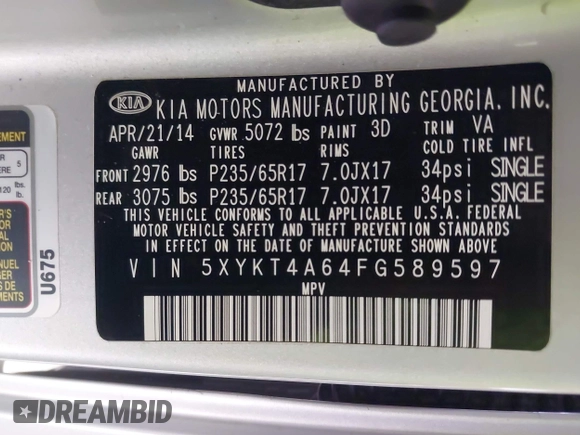 MANUFACTURED BY
KIA KIA MOTORS MANUFACTURING GEORGIA. INC.
APR/21/14 GVWR 5072 lbs PAINT 3D TRIM VA
GAWR TIRES RIMS COLD TIRE INFL
FRONT 2976 lbs P235/65R17 7.0JX17 34psi SINGLE
REAR 3075 lbs P235/65R17 7.0JX17 34psi SINGLE
THIS VEHICLE CONFORMS TO ALL APPLICABLE U.S.A. FEDERAL
MOTOR VEHICLE SAFETY AND THEFT PREVENTION STANDARDS
IN EFFECT ON THE DATE OF MANUFACTURE SHOWN ABOVE.
VIN 5XYKT4A64FG589597
MPV
5
120 lbs.
U675
DREAMBID